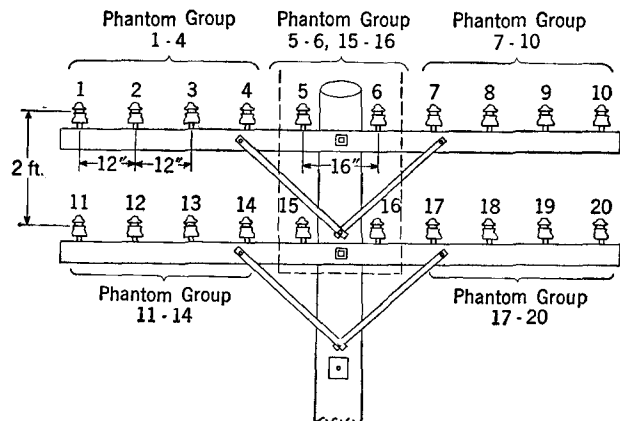 Phantom Group
1 - 4
Phantom Group
5 - 6, 15 - 16
Phantom Group
7 - 10
1 2 3 4 5 6 7 8 9 10
2 ft.
12" 12" 16"
11 12 13 14 15 16 17 18 19 20
Phantom Group
11 - 14
Phantom Group
17 - 20